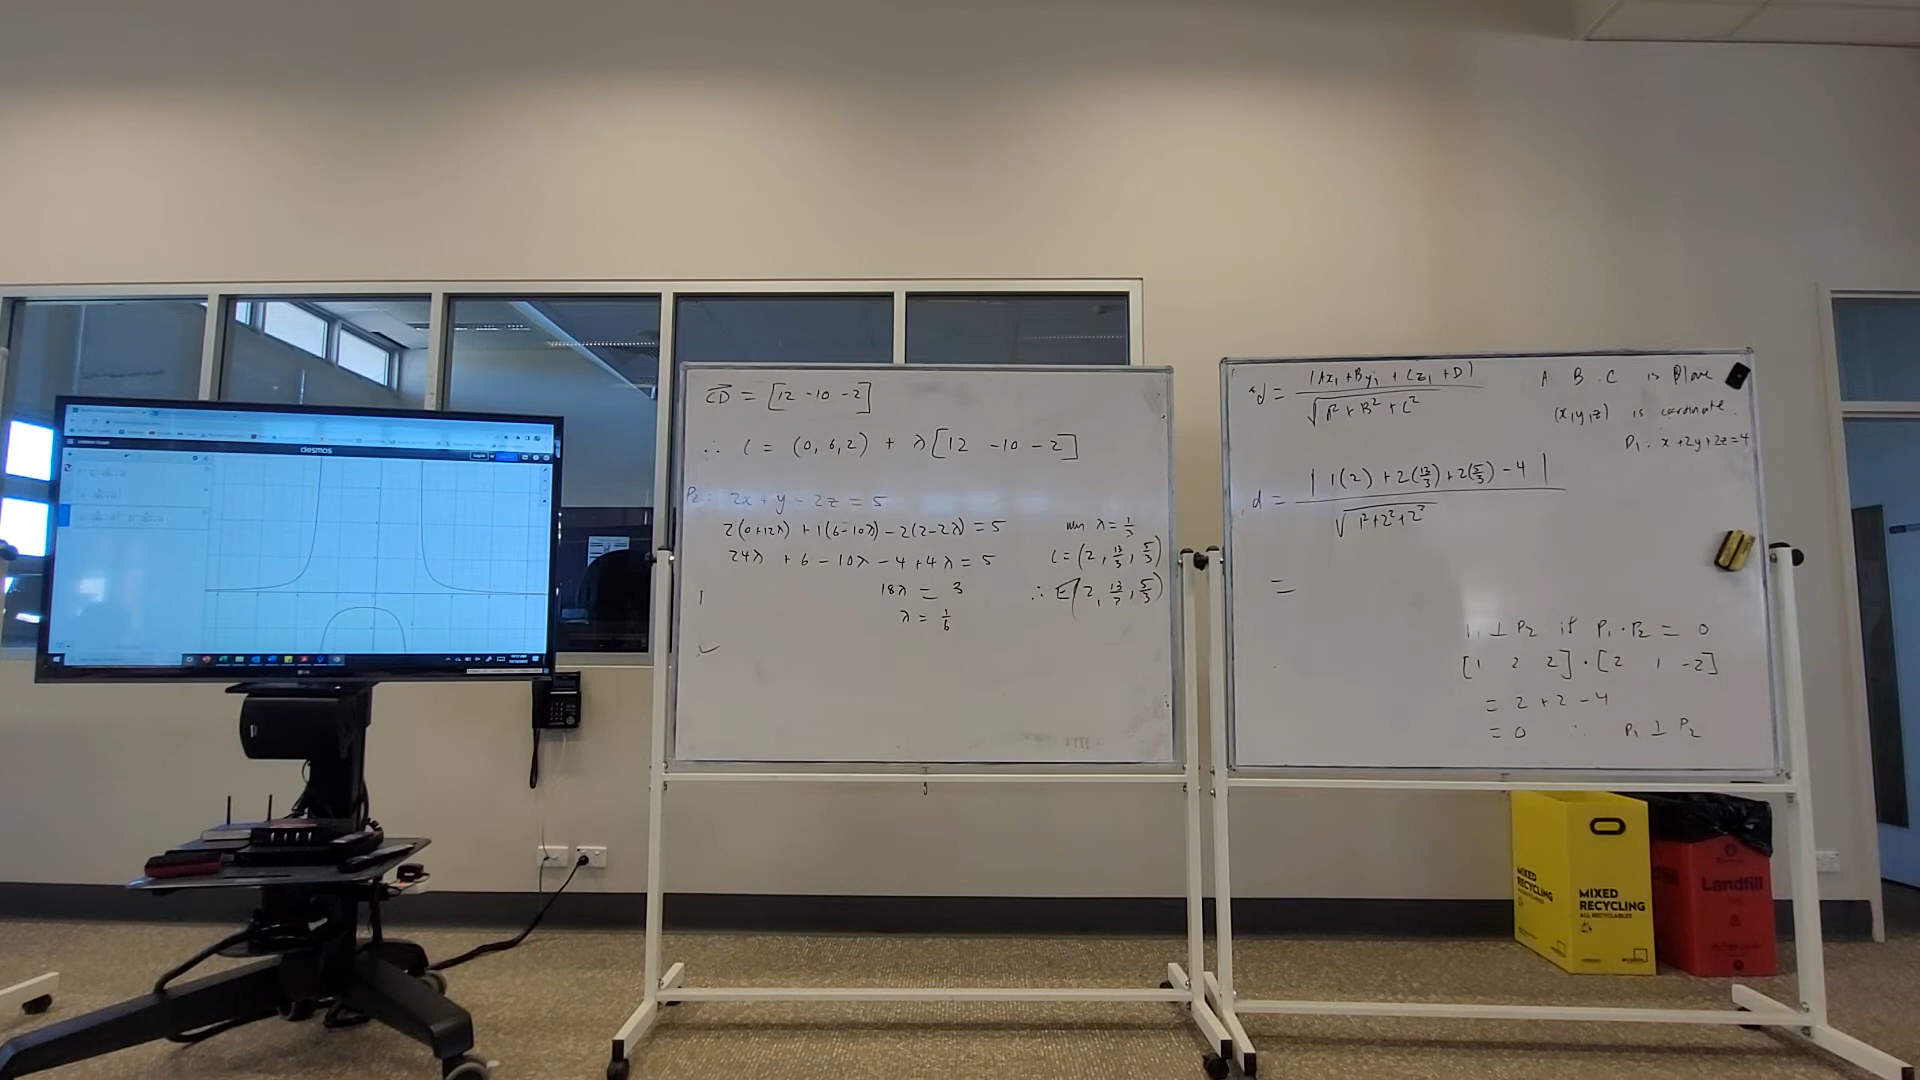 desmos
CD = [12 -10 -2]
∴ l = (0, 6, 2) + λ[12 -10 -2]
P2: 2x + y - 2z = 5
2(0+12λ) + 1(6-10λ) - 2(2-2λ) = 5
24λ + 6 - 10λ - 4 + 4λ = 5
18λ = 3
λ = 1/6
λ = 1/3
l = (2, 13/3, 5/3)
∴ E(2, 13/3, 5/3)
d = |Ax1 + By1 + Cz1 + D| / √(A² + B² + C²)
A B . C is Plane
(x,y,z) is cordinate.
P1: x + 2y + 2z = 4
d = |1(2) + 2(13/3) + 2(5/3) - 4| / √(1² + 2² + 2²)
=
⊥ P2 if P1 · P2 = 0
[1 2 2] · [2 1 -2]
= 2 + 2 - 4
= 0 ∴ P1 ⊥ P2
MIXED RECYCLING
MIXED RECYCLING
ALL RECYCLABLES
Landfill